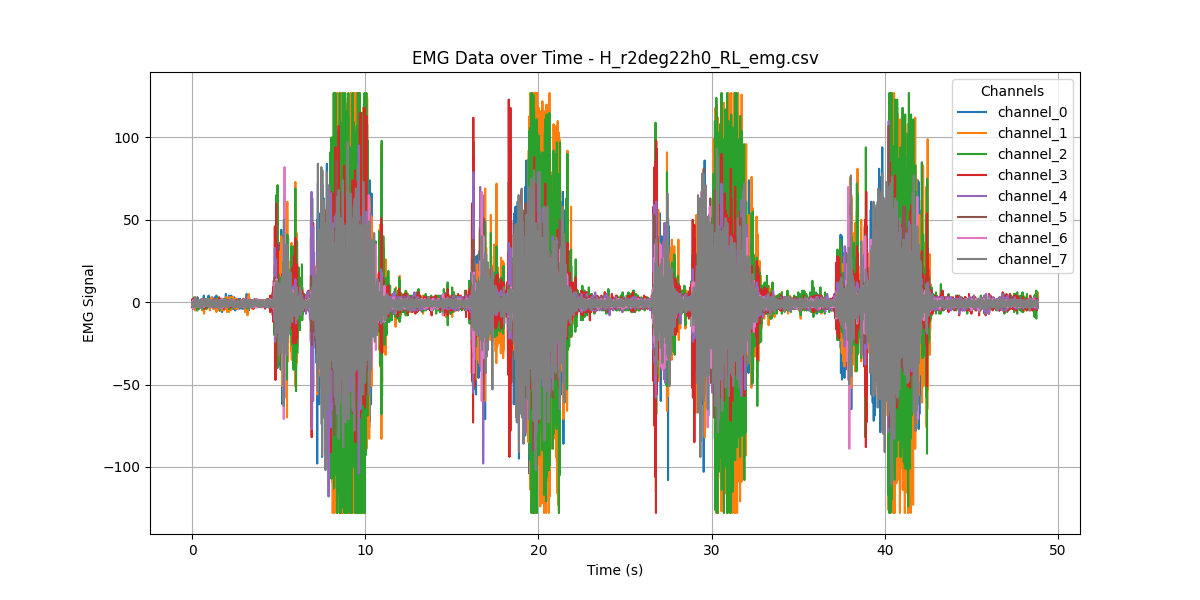 EMG Data over Time - H_r2deg22h0_RL_emg.csv
Channels
channel_0
channel_1
channel_2
channel_3
channel_4
channel_5
channel_6
channel_7
EMG Signal
100
50
0
−50
−100
0 10 20 30 40 50
Time (s)